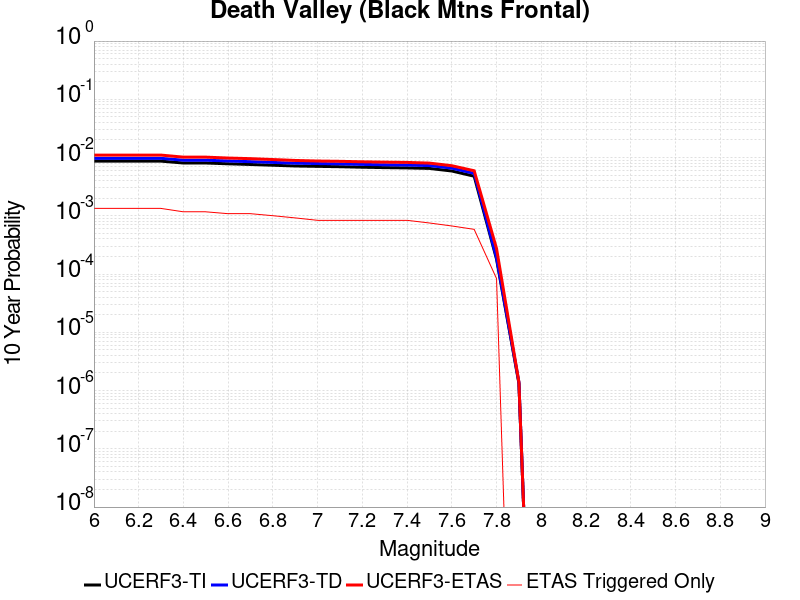 Death Valley (Black Mtns Frontal)
10^0
10^-1
10^-2
10^-3
10^-4
10^-5
10^-6
10^-7
10^-8
10 Year Probability
6 6.2 6.4 6.6 6.8 7 7.2 7.4 7.6 7.8 8 8.2 8.4 8.6 8.8 9
Magnitude
UCERF3-TI UCERF3-TD UCERF3-ETAS ETAS Triggered Only